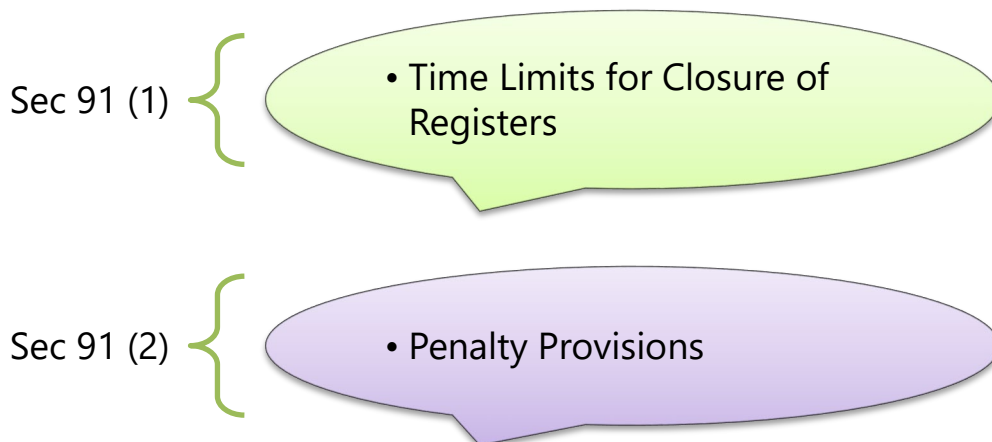 Sec 91 (1)
• Time Limits for Closure of
Registers
Sec 91 (2)
• Penalty Provisions